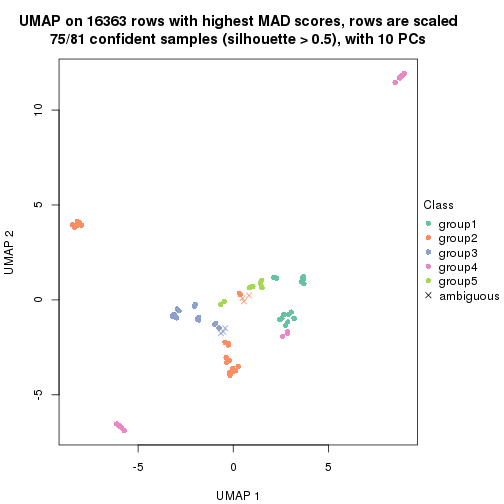 UMAP on 16363 rows with highest MAD scores, rows are scaled
75/81 confident samples (silhouette > 0.5), with 10 PCs
10
5
0
-5
UMAP 2
-5
0
5
UMAP 1
Class
group1
group2
group3
group4
group5
ambiguous